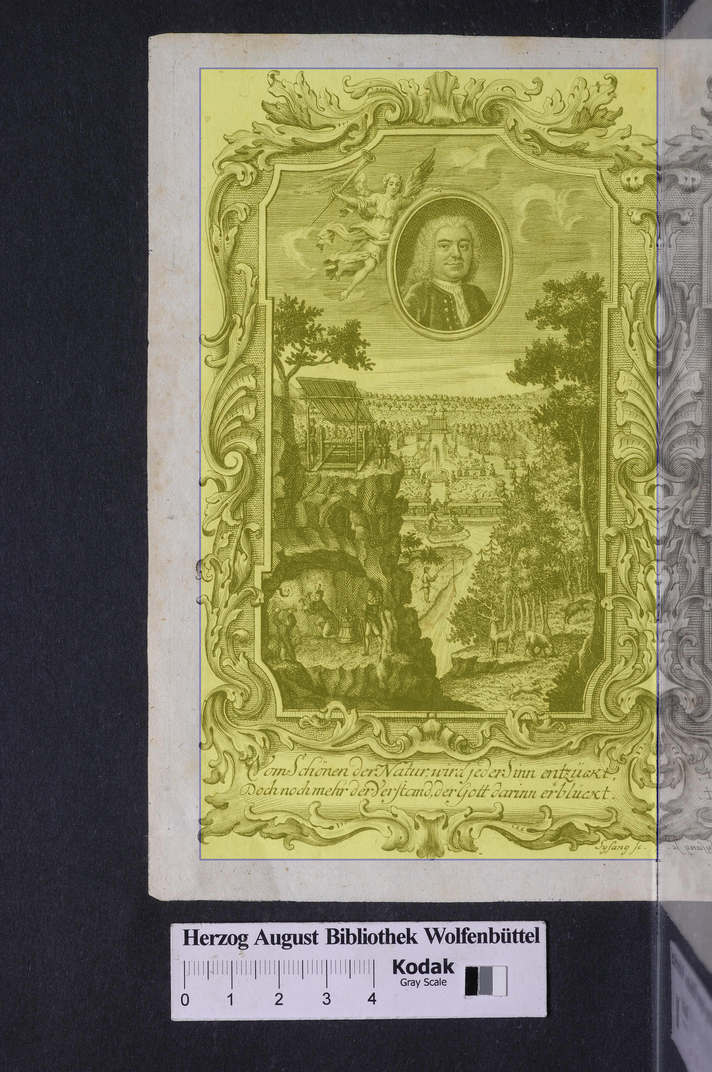 Vom Schönen der Natur, wird jeder Sinn entzückt,
Doch noch mehr der Verstand, der Gott darinn erblückt.
Sysang sc.
Herzog August Bibliothek Wolfenbüttel
Kodak
Gray Scale
0 1 2 3 4